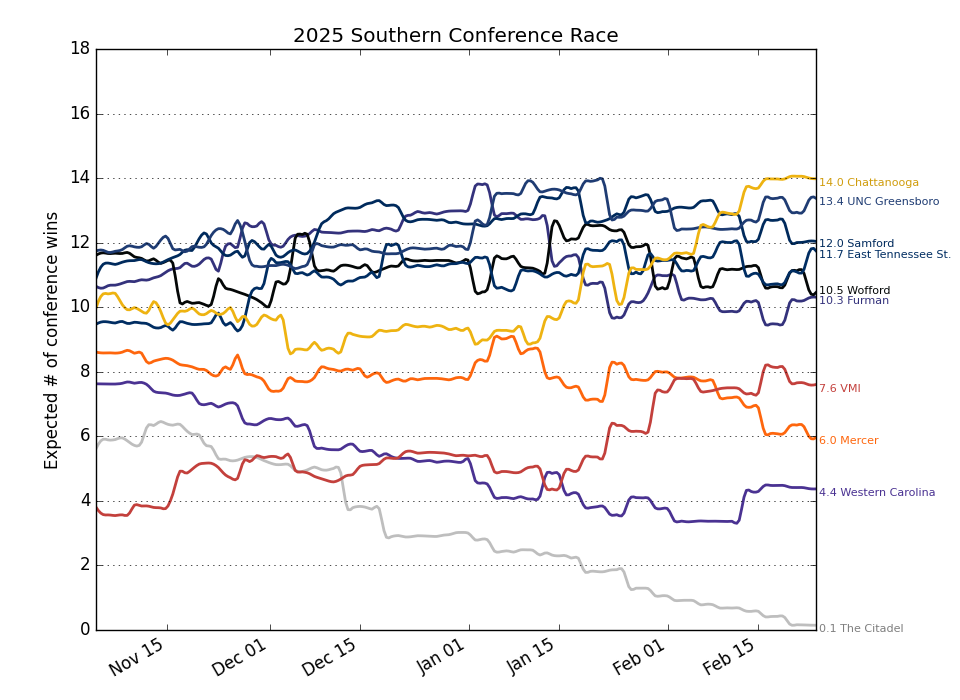 2025 Southern Conference Race
Expected # of conference wins
18
16
14
12
10
8
6
4
2
0
Nov 15
Dec 01
Dec 15
Jan 01
Jan 15
Feb 01
Feb 15
14.0 Chattanooga
13.4 UNC Greensboro
12.0 Samford
11.7 East Tennessee St.
10.5 Wofford
10.3 Furman
7.6 VMI
6.0 Mercer
4.4 Western Carolina
0.1 The Citadel